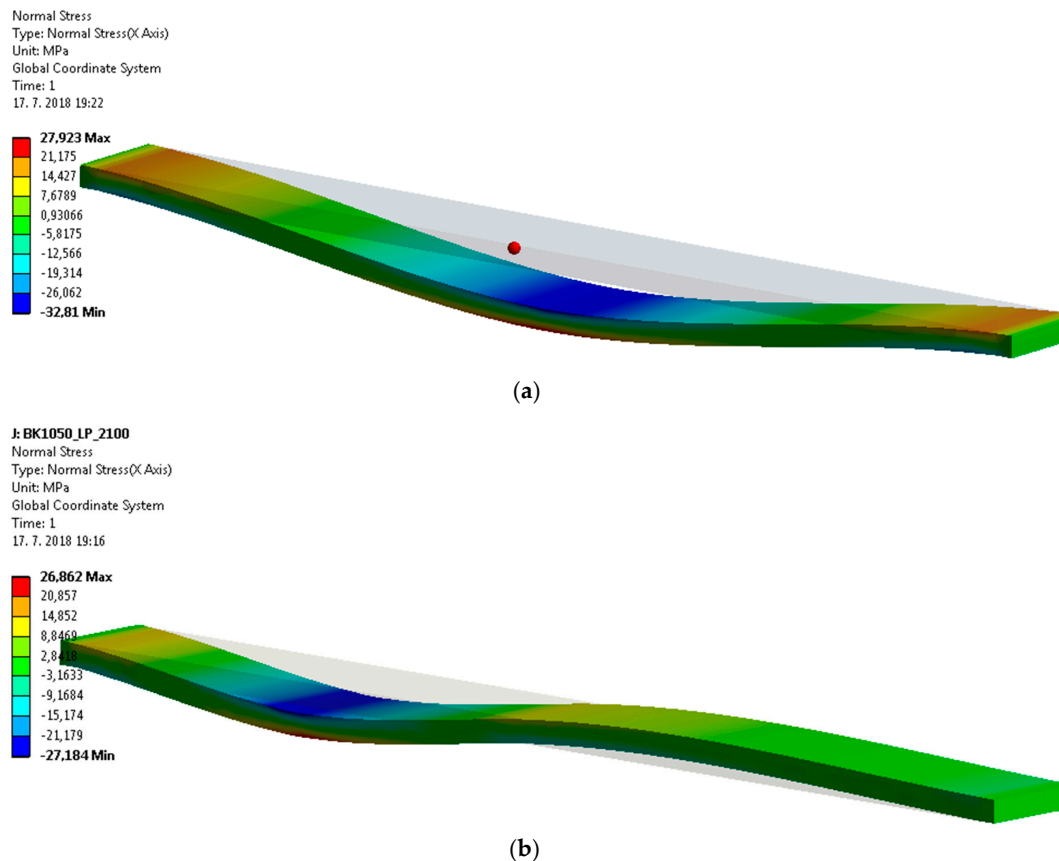 Normal Stress
Type: Normal Stress(X Axis)
Unit: MPa
Global Coordinate System
Time: 1
17. 7. 2018 19:22
27,923 Max
21,175
14,427
7,6789
0,93066
-5,8175
-12,566
-19,314
-26,062
-32,81 Min
(a)
J: BK1050_LP_2100
Normal Stress
Type: Normal Stress(X Axis)
Unit: MPa
Global Coordinate System
Time: 1
17. 7. 2018 19:16
26,862 Max
20,857
14,852
8,8469
2,8418
-3,1633
-9,1684
-15,174
-21,179
-27,184 Min
(b)